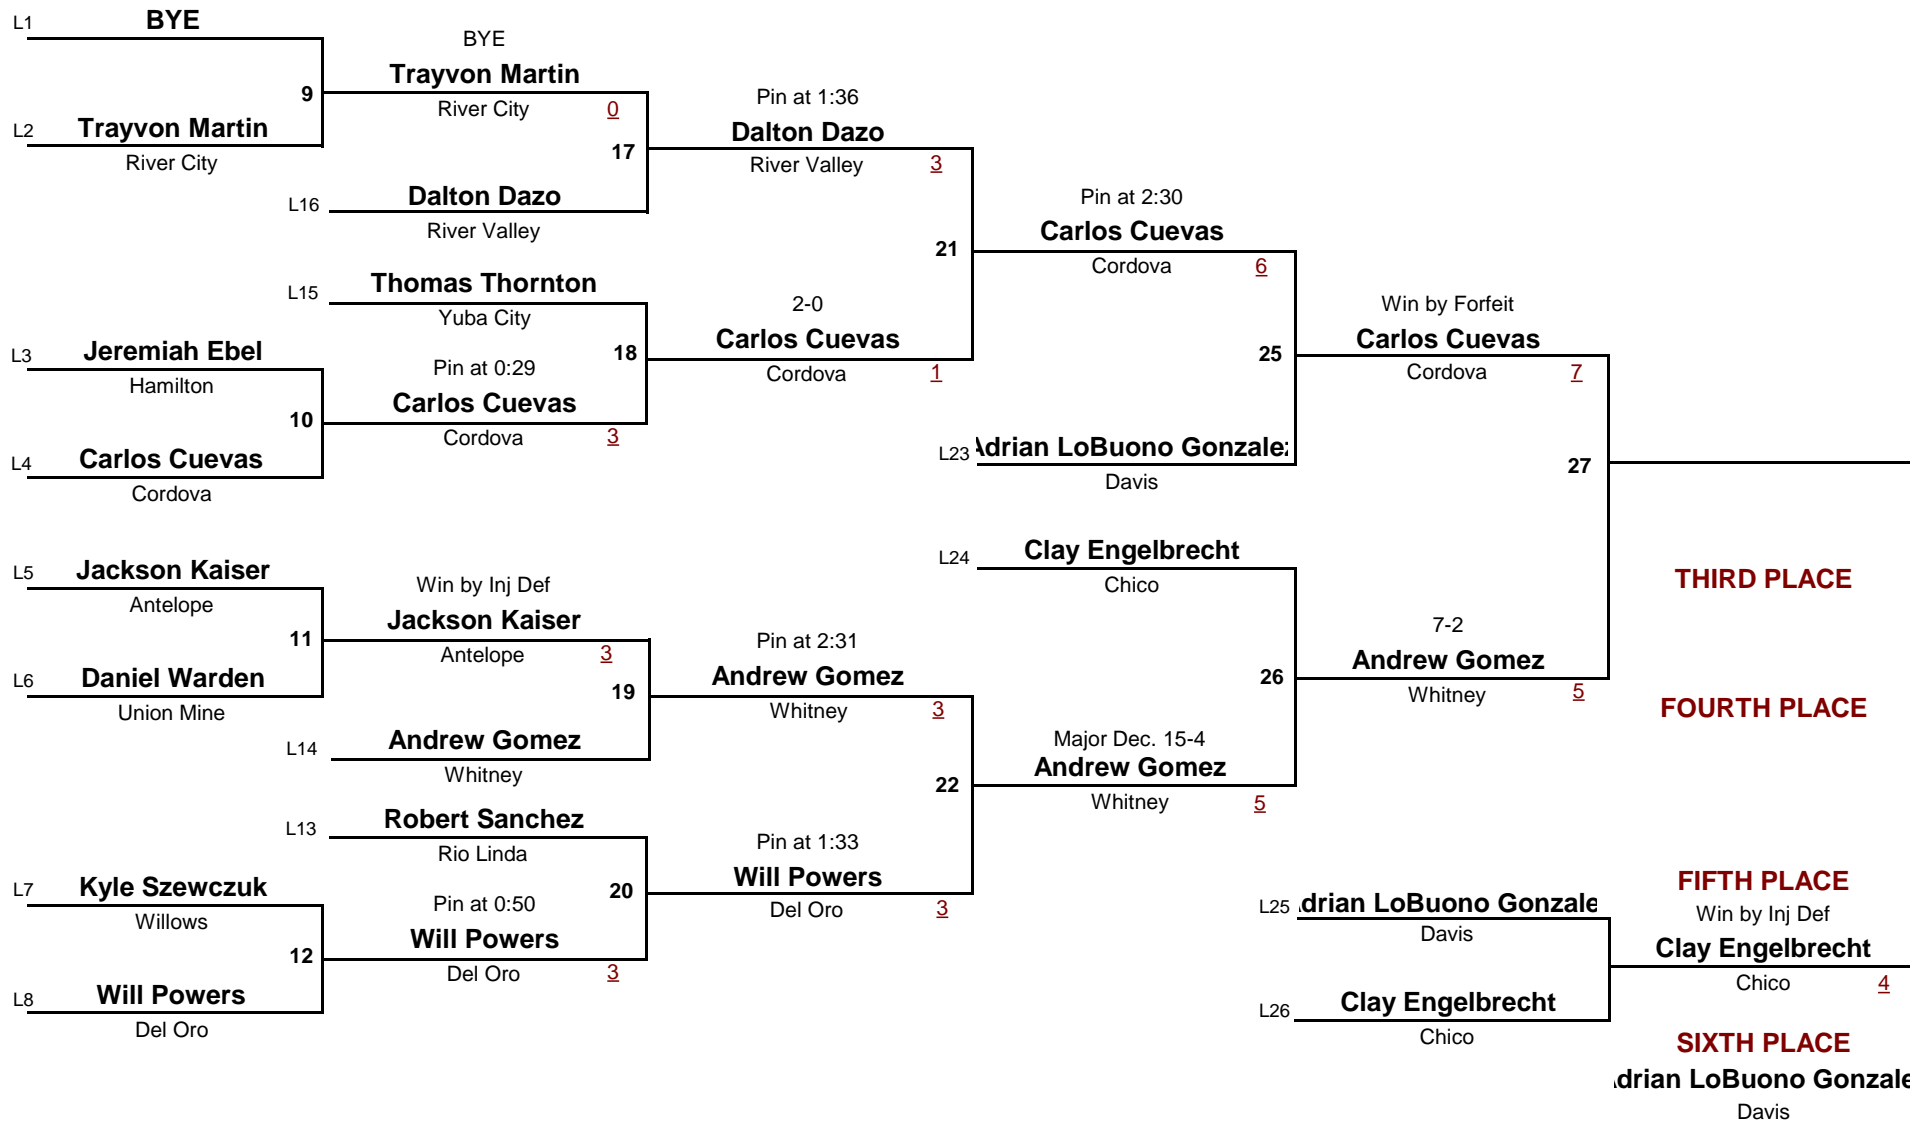 L1 BYE
BYE
Trayvon Martin
9
River City 0
L2 Trayvon Martin
River City
Pin at 1:36
Dalton Dazo
17
River Valley 3
L16 Dalton Dazo
River Valley
Pin at 2:30
Carlos Cuevas
21
Cordova 6
L15 Thomas Thornton
Yuba City
2-0
Carlos Cuevas
18
Cordova 1
L3 Jeremiah Ebel
Hamilton
Pin at 0:29
Carlos Cuevas
10
Cordova 3
L4 Carlos Cuevas
Cordova
Win by Forfeit
Carlos Cuevas
25
Cordova 7
L23 Adrian LoBuono Gonzalez
Davis
27
L24 Clay Engelbrecht
Chico
L5 Jackson Kaiser
Antelope
Win by Inj Def
Jackson Kaiser
11
Antelope 3
L6 Daniel Warden
Union Mine
Pin at 2:31
Andrew Gomez
19
Whitney 3
L14 Andrew Gomez
Whitney
7-2
Andrew Gomez
26
Whitney 5
THIRD PLACE
FOURTH PLACE
Major Dec. 15-4
Andrew Gomez
22
Whitney 5
L13 Robert Sanchez
Rio Linda
Pin at 1:33
Will Powers
20
Del Oro 3
L7 Kyle Szewczuk
Willows
Pin at 0:50
Will Powers
12
Del Oro 3
L8 Will Powers
Del Oro
L25 drian LoBuono Gonzale
Davis
FIFTH PLACE
Win by Inj Def
Clay Engelbrecht
Chico 4
L26 Clay Engelbrecht
Chico
SIXTH PLACE
drian LoBuono Gonzale
Davis